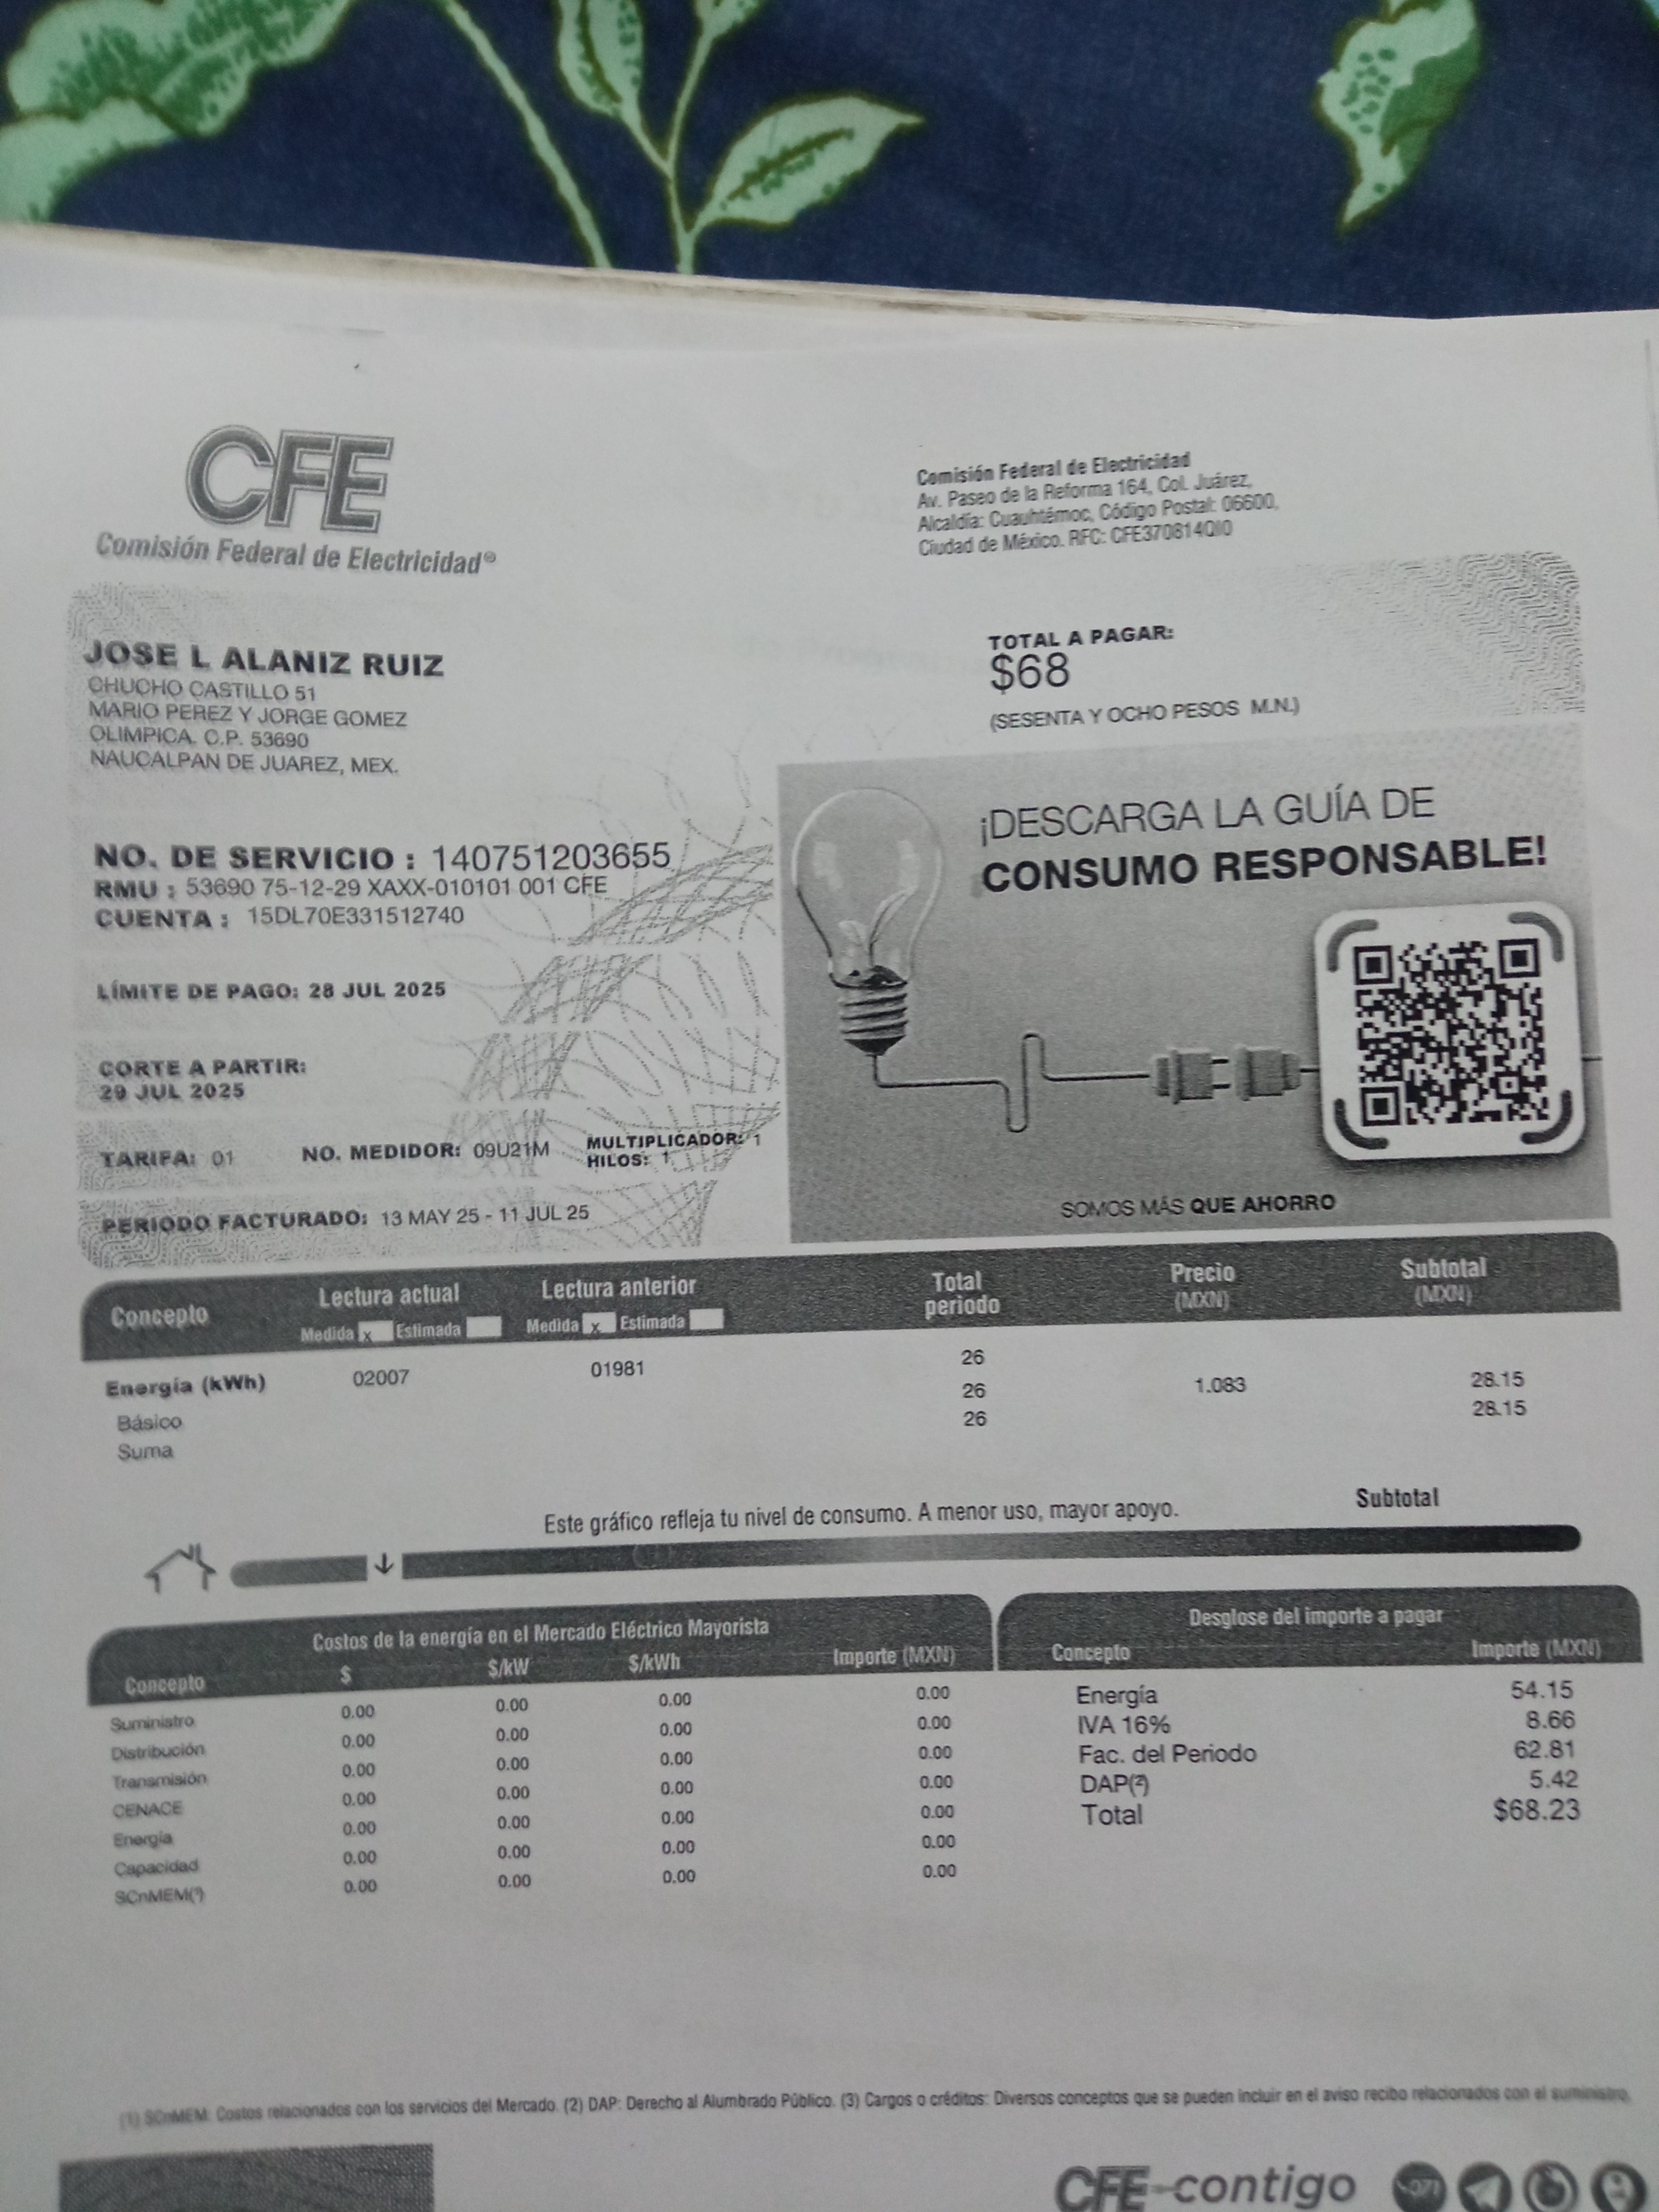 CFE
Comisión Federal de Electricidad®
Comisión Federal de Electricidad
Av. Paseo de la Reforma 164, Col. Juárez,
Alcaldía: Cuauhtémoc, Código Postal: 06600,
Ciudad de México. RFC: CFE370814QI0
JOSE L ALANIZ RUIZ
CHUCHO CASTILLO 51
MARIO PEREZ Y JORGE GOMEZ
OLIMPICA. C.P. 53690
NAUCALPAN DE JUAREZ, MEX.
TOTAL A PAGAR:
$68
(SESENTA Y OCHO PESOS M.N.)
NO. DE SERVICIO : 140751203655
RMU : 53690 75-12-29 XAXX-010101 001 CFE
CUENTA : 15DL70E331512740
LÍMITE DE PAGO: 28 JUL 2025
CORTE A PARTIR:
29 JUL 2025
TARIFA: 01 NO. MEDIDOR: 09U21M MULTIPLICADOR: 1
HILOS: 1
PERIODO FACTURADO: 13 MAY 25 - 11 JUL 25
¡DESCARGA LA GUÍA DE
CONSUMO RESPONSABLE!
SOMOS MÁS QUE AHORRO
Concepto Lectura actual Lectura anterior Total periodo Precio (MXN) Subtotal (MXN)
Medida x Estimada Medida x Estimada
Energía (kWh) 02007 01981 26
Básico 26 1.083 28.15
Suma 26 28.15
Este gráfico refleja tu nivel de consumo. A menor uso, mayor apoyo. Subtotal
Costos de la energía en el Mercado Eléctrico Mayorista
Concepto $ $/kW $/kWh Importe (MXN)
Suministro 0.00 0.00 0.00 0.00
Distribución 0.00 0.00 0.00 0.00
Transmisión 0.00 0.00 0.00 0.00
CENACE 0.00 0.00 0.00 0.00
Energía 0.00 0.00 0.00 0.00
Capacidad 0.00 0.00 0.00 0.00
SCnMEM(¹) 0.00 0.00 0.00 0.00
Desglose del importe a pagar
Concepto Importe (MXN)
Energía 54.15
IVA 16% 8.66
Fac. del Periodo 62.81
DAP(²) 5.42
Total $68.23
(1) SCnMEM: Costos relacionados con los servicios del Mercado. (2) DAP: Derecho al Alumbrado Público. (3) Cargos o créditos: Diversos conceptos que se pueden incluir en el aviso recibo relacionados con el suministro.
CFE-contigo
071